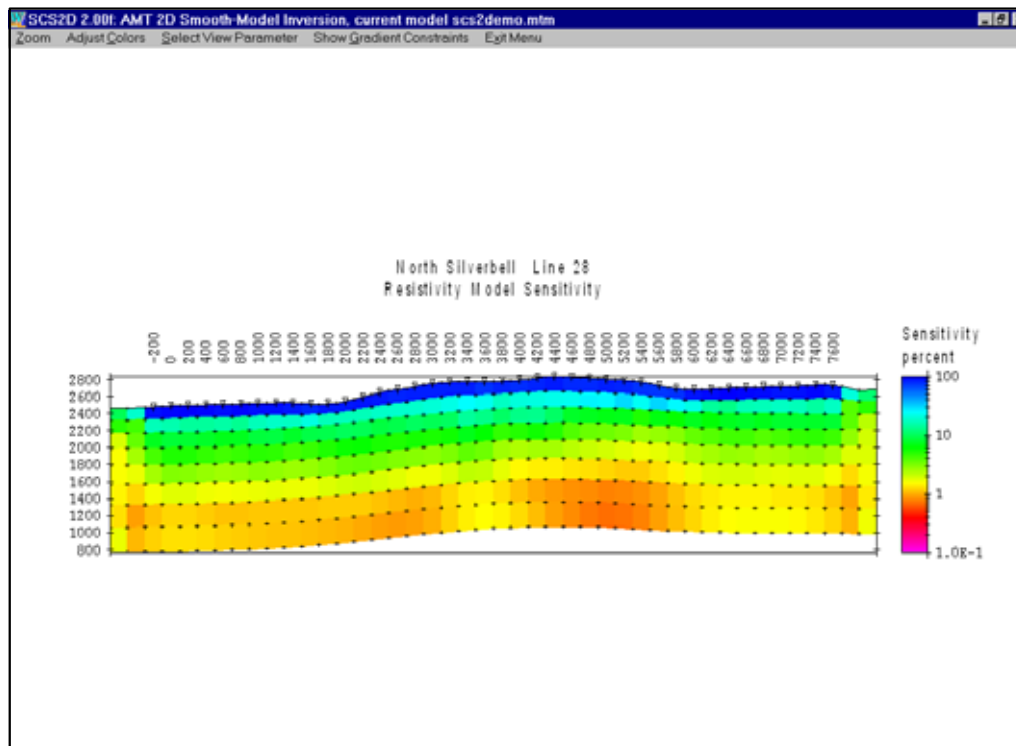 SCS2D 2.00f: AMT 2D Smooth-Model Inversion, current model scs2demo.mtm
Zoom Adjust Colors Select View Parameter Show Gradient Constraints Exit Menu
North Silverbell Line 28
Resistivity Model Sensitivity
-200 0 200 400 600 800 1000 1200 1400 1600 1800 2000 2200 2400 2600 2800 3000 3200 3400 3600 3800 4000 4200 4400 4600 4800 5000 5200 5400 5600 5800 6000 6200 6400 6600 6800 7000 7200 7400 7600
Sensitivity
percent
2800
2600
2400
2200
2000
1800
1600
1400
1200
1000
800
100
10
1
1.0E-1